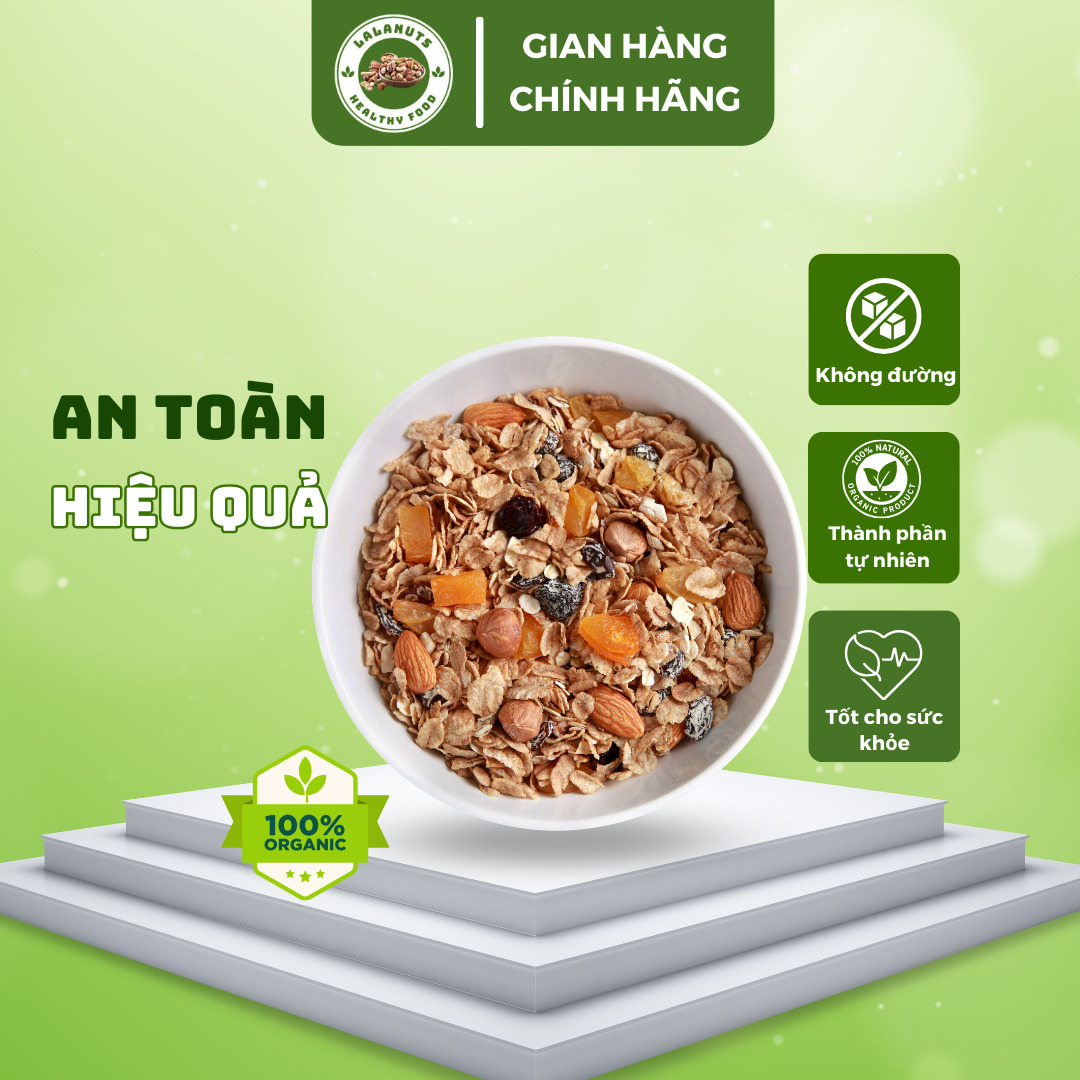 LALANUTS
HEALTHY FOOD
GIAN HÀNG
CHÍNH HÃNG
Không đường
AN TOÀN
HIỆU QUẢ
100% NATURAL
ORGANIC PRODUCT
Thành phần
tự nhiên
Tốt cho sức
khỏe
100%
ORGANIC